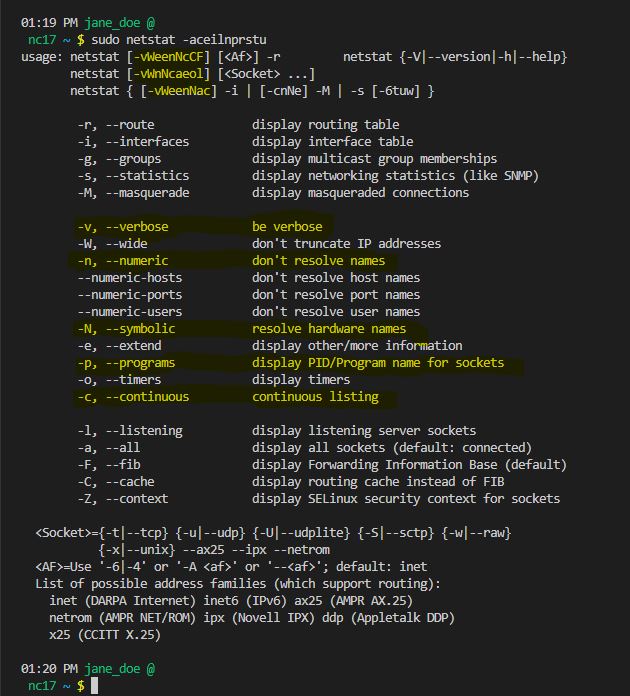 01:19 PM jane_doe @
nc17 ~ $ sudo netstat -aceilnprstu
usage: netstat [-vWeenNcCF] [<Af>] -r         netstat {-V|--version|-h|--help}
       netstat [-vWnNcaeol] [<Socket> ...]
       netstat { [-vWeenNac] -i | [-cnNe] -M | -s [-6tuw] }
        -r, --route              display routing table
        -i, --interfaces         display interface table
        -g, --groups             display multicast group memberships
        -s, --statistics         display networking statistics (like SNMP)
        -M, --masquerade         display masqueraded connections
        -v, --verbose            be verbose
        -W, --wide               don't truncate IP addresses
        -n, --numeric            don't resolve names
        --numeric-hosts          don't resolve host names
        --numeric-ports          don't resolve port names
        --numeric-users          don't resolve user names
        -N, --symbolic           resolve hardware names
        -e, --extend             display other/more information
        -p, --programs           display PID/Program name for sockets
        -o, --timers             display timers
        -c, --continuous         continuous listing
        -l, --listening          display listening server sockets
        -a, --all                display all sockets (default: connected)
        -F, --fib                display Forwarding Information Base (default)
        -C, --cache              display routing cache instead of FIB
        -Z, --context            display SELinux security context for sockets
  <Socket>={-t|--tcp} {-u|--udp} {-U|--udplite} {-S|--sctp} {-w|--raw}
           {-x|--unix} --ax25 --ipx --netrom
  <AF>=Use '-6|-4' or '-A <af>' or '--<af>'; default: inet
  List of possible address families (which support routing):
    inet (DARPA Internet) inet6 (IPv6) ax25 (AMPR AX.25)
    netrom (AMPR NET/ROM) ipx (Novell IPX) ddp (Appletalk DDP)
    x25 (CCITT X.25)
01:20 PM jane_doe @
nc17 ~ $